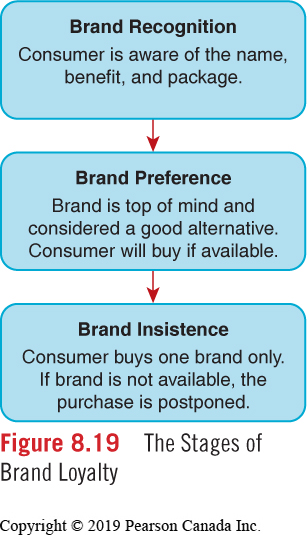 Brand Recognition
Consumer is aware of the name,
benefit, and package.
Brand Preference
Brand is top of mind and
considered a good alternative.
Consumer will buy if available.
Brand Insistence
Consumer buys one brand only.
If brand is not available, the
purchase is postponed.
Figure 8.19 The Stages of
Brand Loyalty
Copyright © 2019 Pearson Canada Inc.